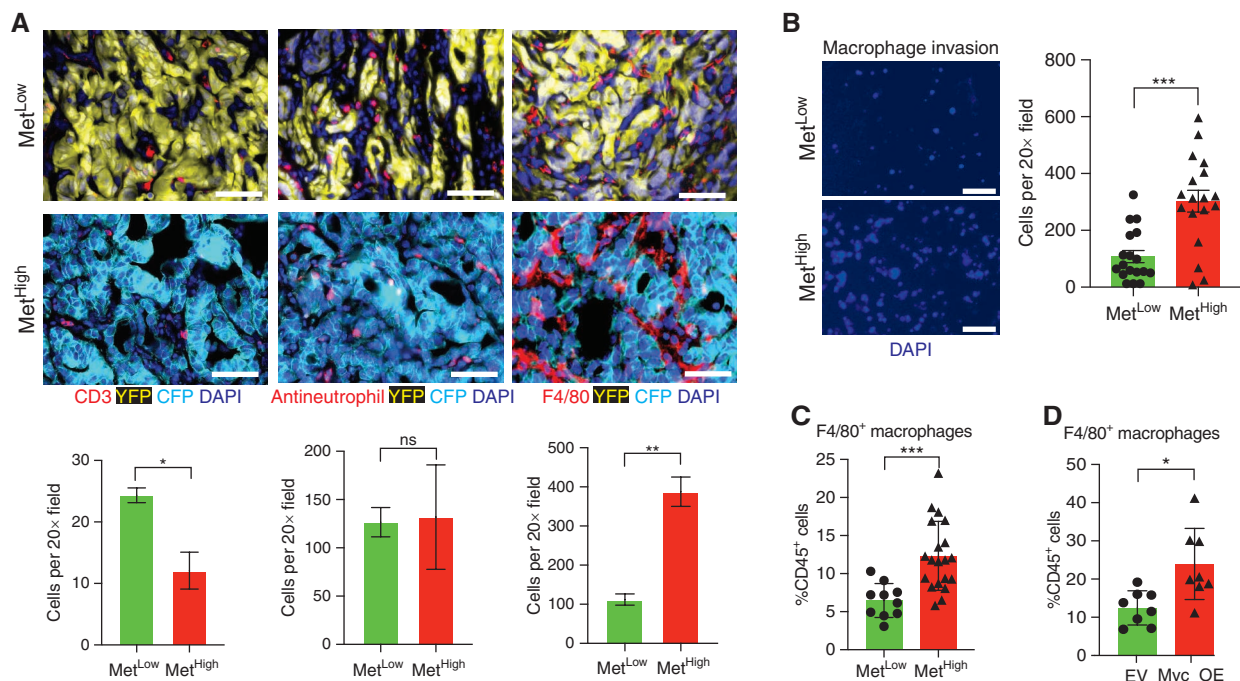 A
Met^Low
Met^High
CD3 YFP CFP DAPI
Antineutrophil YFP CFP DAPI
F4/80 YFP CFP DAPI
Cells per 20× field
30
20
10
0
*
Met^Low Met^High
Cells per 20× field
200
150
100
50
0
ns
Met^Low Met^High
Cells per 20× field
500
400
300
200
100
0
**
Met^Low Met^High
B
Macrophage invasion
Met^Low
Met^High
DAPI
Cells per 20× field
800
600
400
200
0
***
Met^Low Met^High
C
F4/80+ macrophages
%CD45+ cells
25
20
15
10
5
0
***
Met^Low Met^High
D
F4/80+ macrophages
%CD45+ cells
50
40
30
20
10
0
*
EV Myc OE